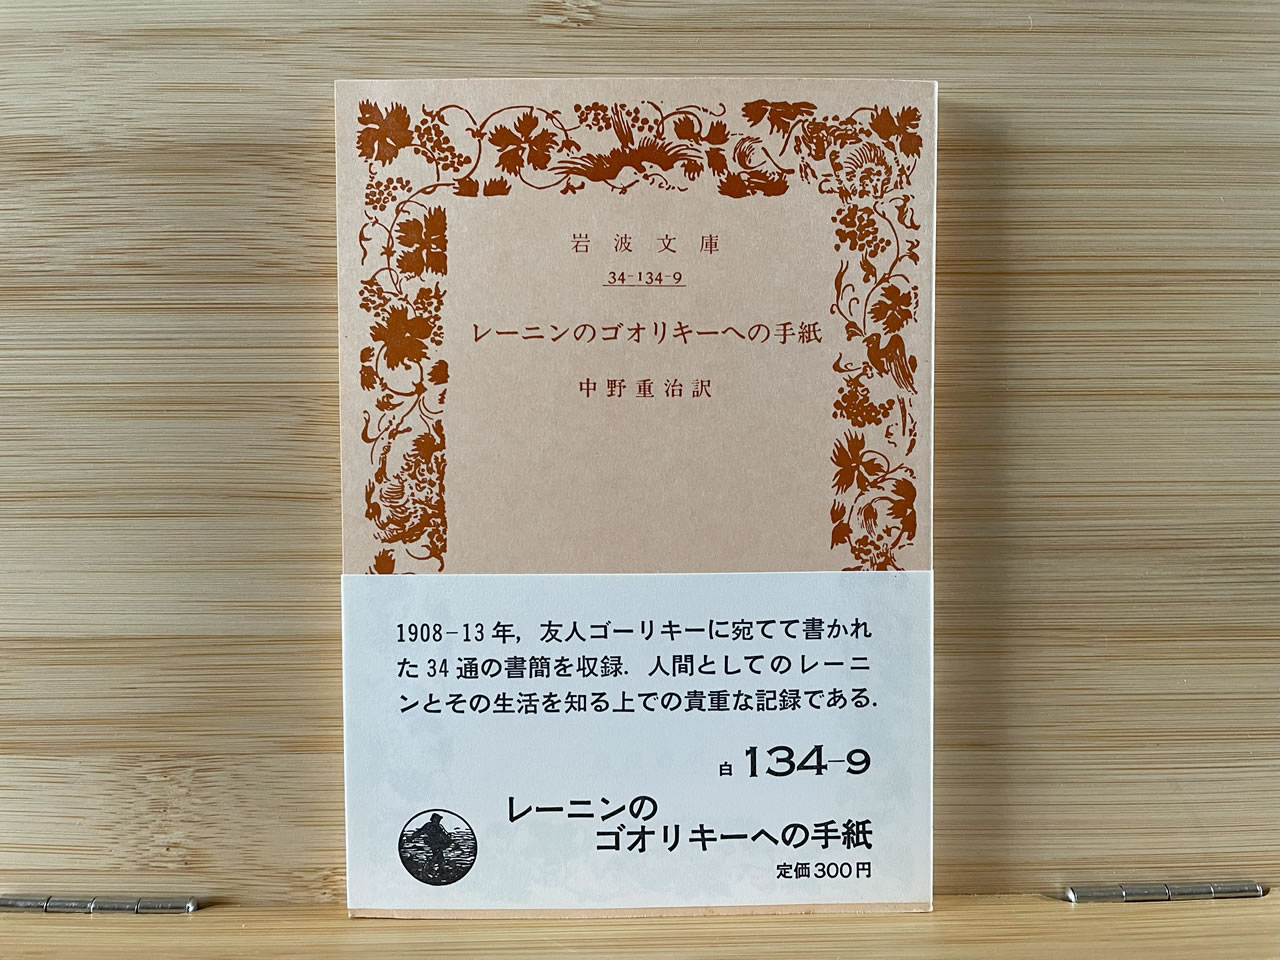 岩波文庫
34-134-9
レーニンのゴオリキーへの手紙
中野重治訳
1908-13年，友人ゴーリキーに宛てて書かれ
た34通の書簡を収録．人間としてのレーニ
ンとその生活を知る上での貴重な記録である．
白 134-9
レーニンの
ゴオリキーへの手紙
定価300円